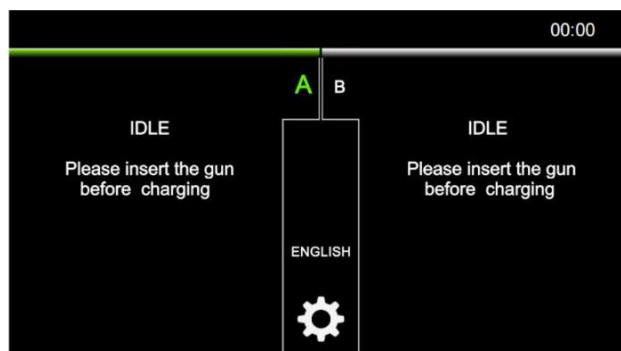 00:00
A
B
IDLE
Please insert the gun
before charging
IDLE
Please insert the gun
before charging
ENGLISH